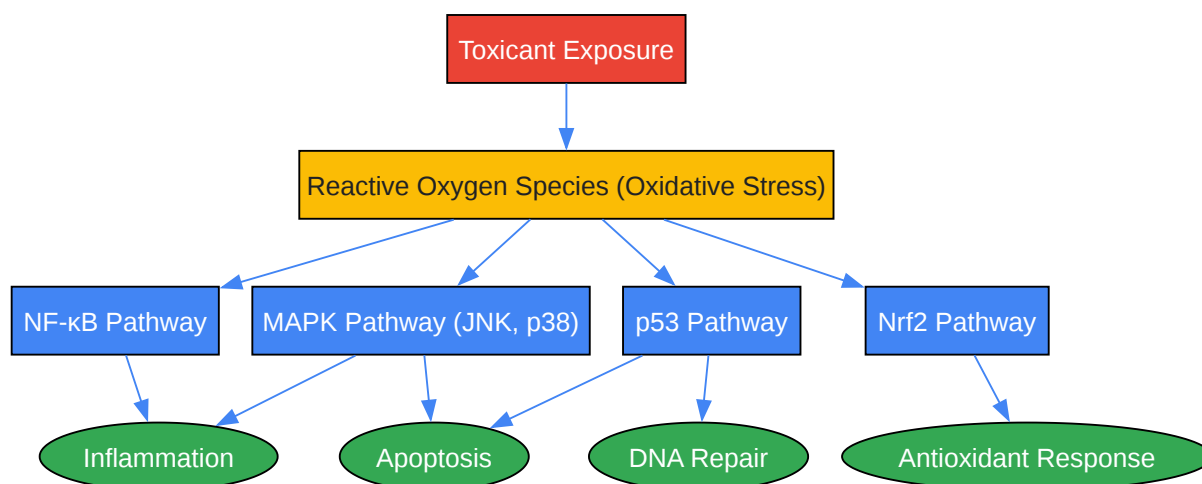 Toxicant Exposure
Reactive Oxygen Species (Oxidative Stress)
NF-κB Pathway
MAPK Pathway (JNK, p38)
p53 Pathway
Nrf2 Pathway
Inflammation
Apoptosis
DNA Repair
Antioxidant Response